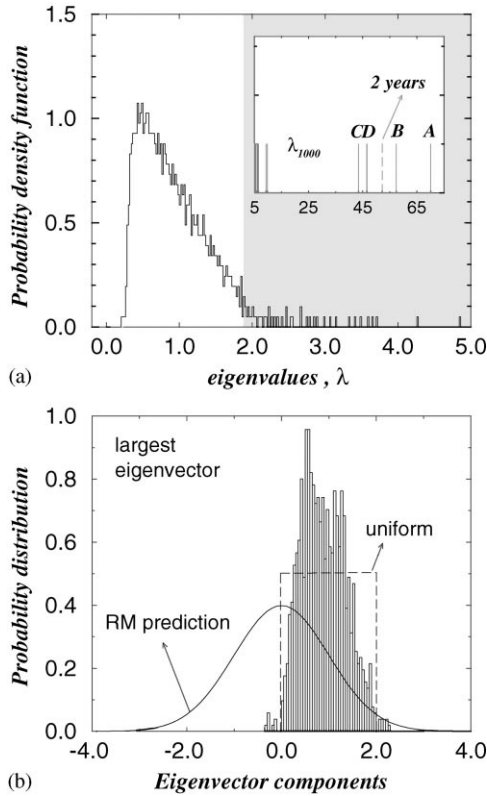 Probability density function
1.5
1.0
0.5
0.0
2 years
λ1000
CD
B
A
5
25
45
65
0.0
1.0
2.0
3.0
4.0
5.0
(a)
eigenvalues , λ
Probability distribution
1.0
0.8
0.6
0.4
0.2
0.0
largest
eigenvector
uniform
RM prediction
-4.0
-2.0
0.0
2.0
4.0
(b)
Eigenvector components